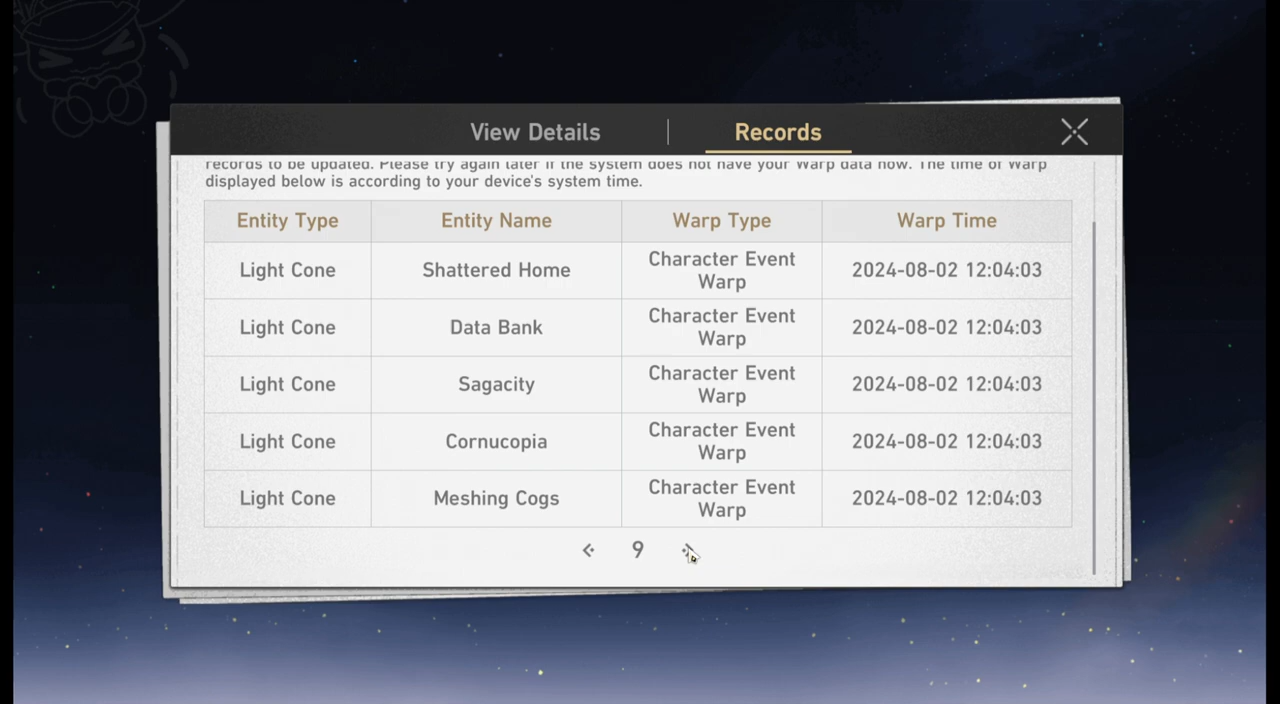 View Details
Records
records to be updated. Please try again later if the system does not have your Warp data now. The time of Warp
displayed below is according to your device's system time.
Entity Type Entity Name Warp Type Warp Time
Light Cone Shattered Home Character Event Warp 2024-08-02 12:04:03
Light Cone Data Bank Character Event Warp 2024-08-02 12:04:03
Light Cone Sagacity Character Event Warp 2024-08-02 12:04:03
Light Cone Cornucopia Character Event Warp 2024-08-02 12:04:03
Light Cone Meshing Cogs Character Event Warp 2024-08-02 12:04:03
9